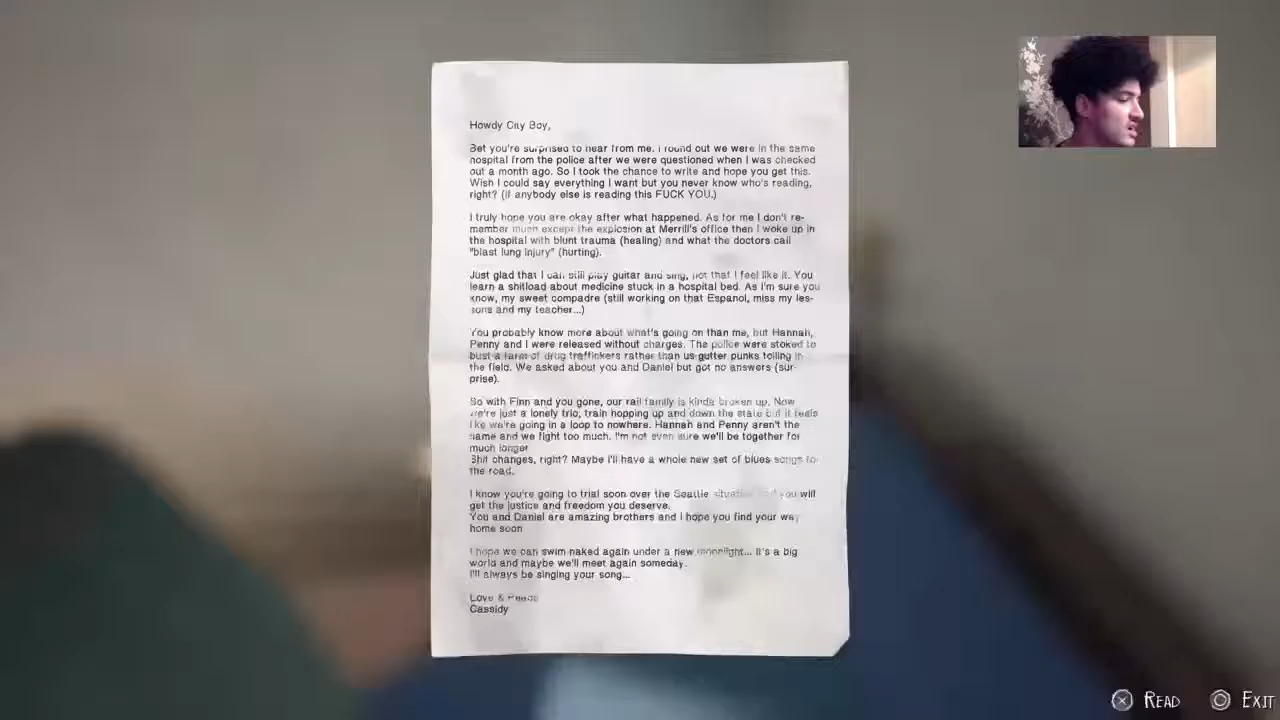 Howdy City Boy,
Bet you're surprised to hear from me. I found out we were in the same
hospital from the police after we were questioned when I was checked
out a month ago. So I took the chance to write and hope you get this.
Wish I could say everything I want but you never know who's reading,
right? (if anybody else is reading this FUCK YOU.)
I truly hope you are okay after what happened. As for me I don't re-
member much except the explosion at Merrill's office then I woke up in
the hospital with blunt trauma (healing) and what the doctors call
"blast lung injury" (hurting).
Just glad that I can still play guitar and sing, not that I feel like it. You
learn a shitload about medicine stuck in a hospital bed. As I'm sure you
know, my sweet compadre (still working on that Espanol, miss my les-
sons and my teacher...)
You probably know more about what's going on than me, but Hannah,
Penny and I were released without charges. The police were stoked to
bust a farm of drug traffickers rather than us gutter punks toiling in
the field. We asked about you and Daniel but got no answers (sur-
prise).
So with Finn and you gone, our rail family is kinda broken up. Now
we're just a lonely trio, train hopping up and down the state but it feels
like we're going in a loop to nowhere. Hannah and Penny aren't the
same and we fight too much. I'm not even sure we'll be together for
much longer
Shit changes, right? Maybe I'll have a whole new set of blues songs for
the road.
I know you're going to trial soon over the Seattle situation and you will
get the justice and freedom you deserve.
You and Daniel are amazing brothers and I hope you find your way
home soon
I hope we can swim naked again under a new moonlight... It's a big
world and maybe we'll meet again someday.
I'll always be singing your song...
Love & Peace
Cassidy
READ EXIT